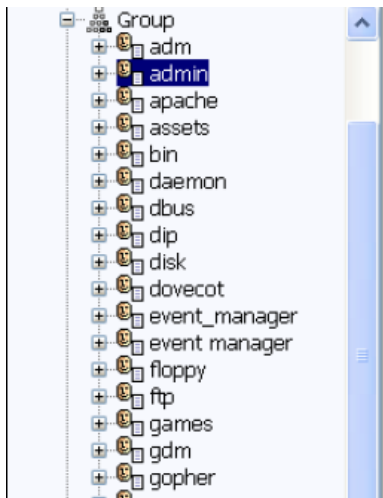 Group
adm
admin
apache
assets
bin
daemon
dbus
dip
disk
dovecot
event_manager
event manager
floppy
ftp
games
gdm
gopher